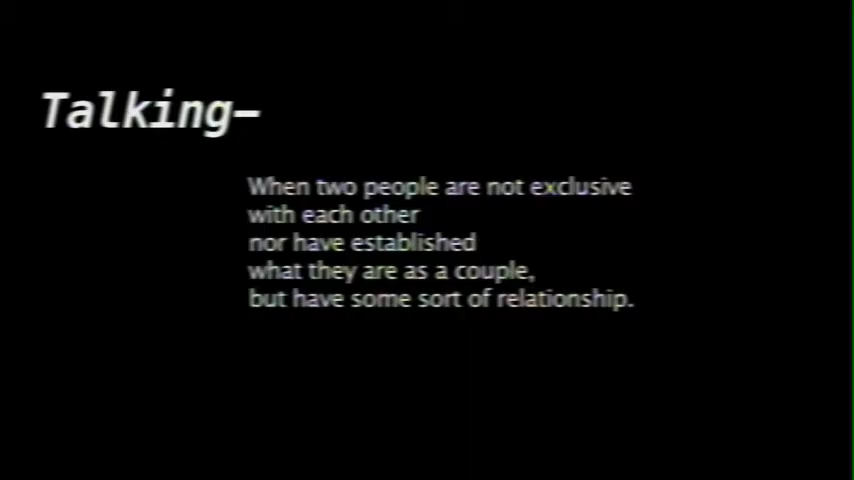 Talking-
When two people are not exclusive
with each other
nor have established
what they are as a couple,
but have some sort of relationship.